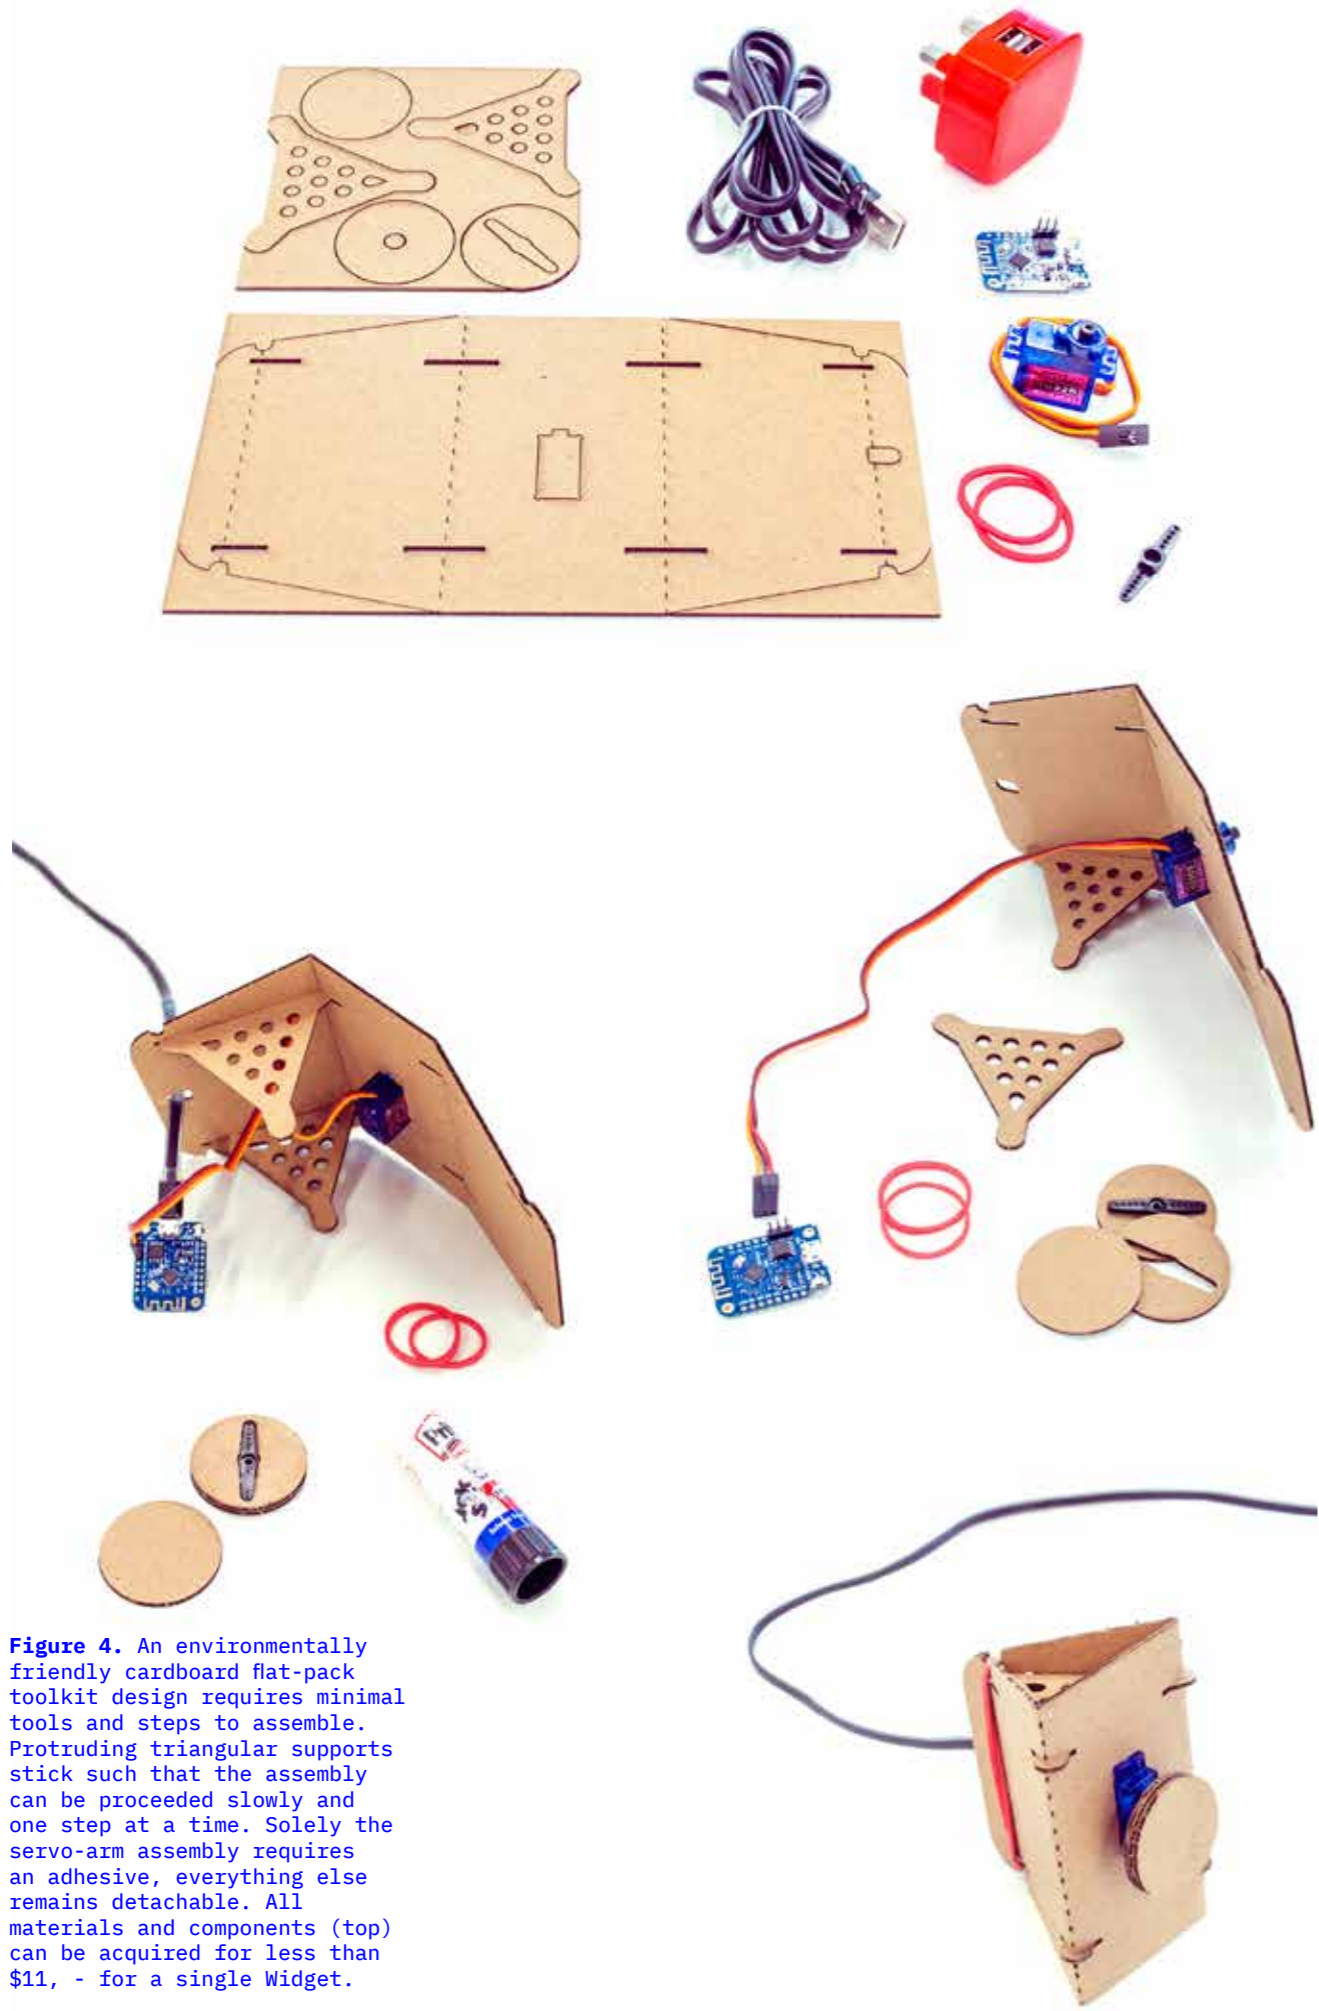 Figure 4. An environmentally
friendly cardboard flat-pack
toolkit design requires minimal
tools and steps to assemble.
Protruding triangular supports
stick such that the assembly
can be proceeded slowly and
one step at a time. Solely the
servo-arm assembly requires
an adhesive, everything else
remains detachable. All
materials and components (top)
can be acquired for less than
$11, - for a single Widget.